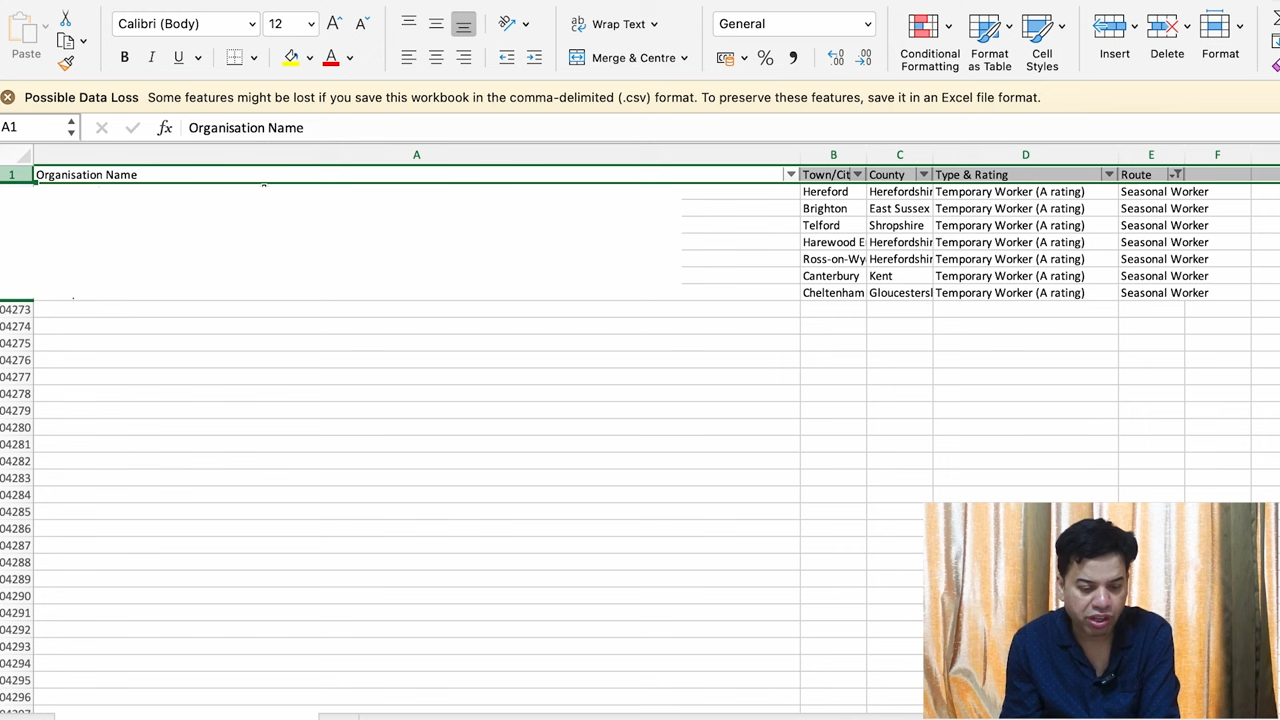 Calibri (Body) 12 Wrap Text General
Paste B I U Merge & Centre Conditional Formatting Format as Table Cell Styles Insert Delete Format
Possible Data Loss Some features might be lost if you save this workbook in the comma-delimited (.csv) format. To preserve these features, save it in an Excel file format.
A1 fx Organisation Name
A B C D E F
1 Organisation Name Town/Cit County Type & Rating Route
Hereford Herefordshir Temporary Worker (A rating) Seasonal Worker
Brighton East Sussex Temporary Worker (A rating) Seasonal Worker
Telford Shropshire Temporary Worker (A rating) Seasonal Worker
Harewood E Herefordshir Temporary Worker (A rating) Seasonal Worker
Ross-on-Wy Herefordshir Temporary Worker (A rating) Seasonal Worker
Canterbury Kent Temporary Worker (A rating) Seasonal Worker
Cheltenham Gloucestersh Temporary Worker (A rating) Seasonal Worker
04273
04274
04275
04276
04277
04278
04279
04280
04281
04282
04283
04284
04285
04286
04287
04288
04289
04290
04291
04292
04293
04294
04295
04296